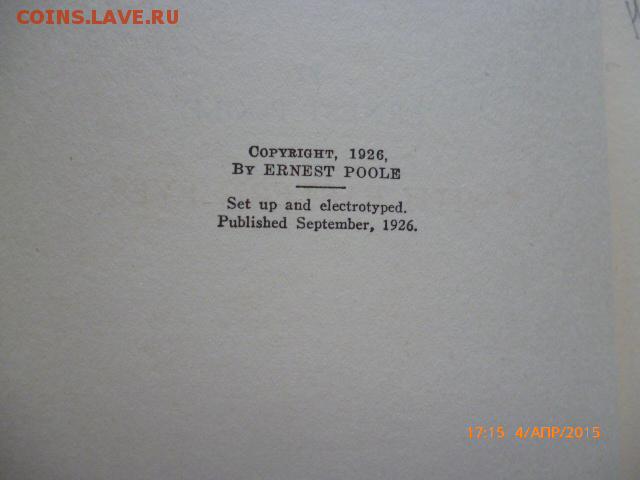 COINS.LAVE.RU
COPYRIGHT, 1926,
BY ERNEST POOLE
Set up and electrotyped.
Published September, 1926.
17:15 4/АПР/2015